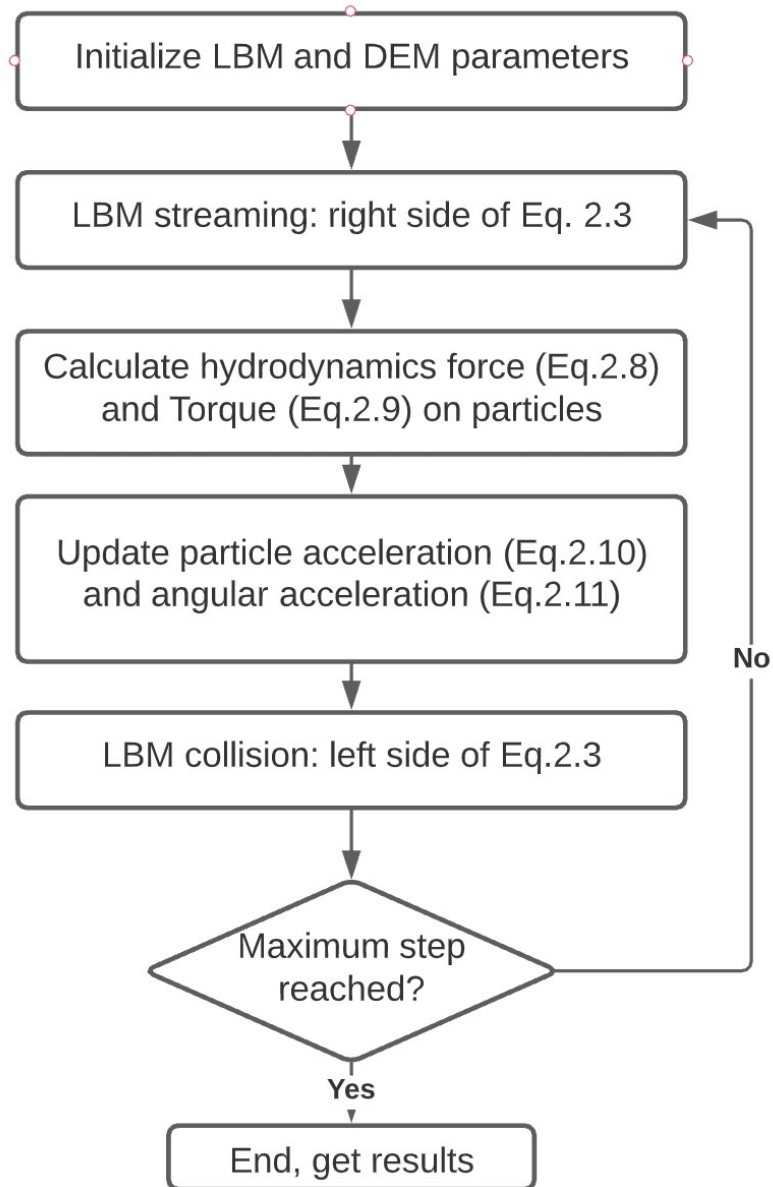 Initialize LBM and DEM parameters
LBM streaming: right side of Eq. 2.3
Calculate hydrodynamics force (Eq.2.8)
and Torque (Eq.2.9) on particles
Update particle acceleration (Eq.2.10)
and angular acceleration (Eq.2.11)
No
LBM collision: left side of Eq.2.3
Maximum step
reached?
Yes
End, get results